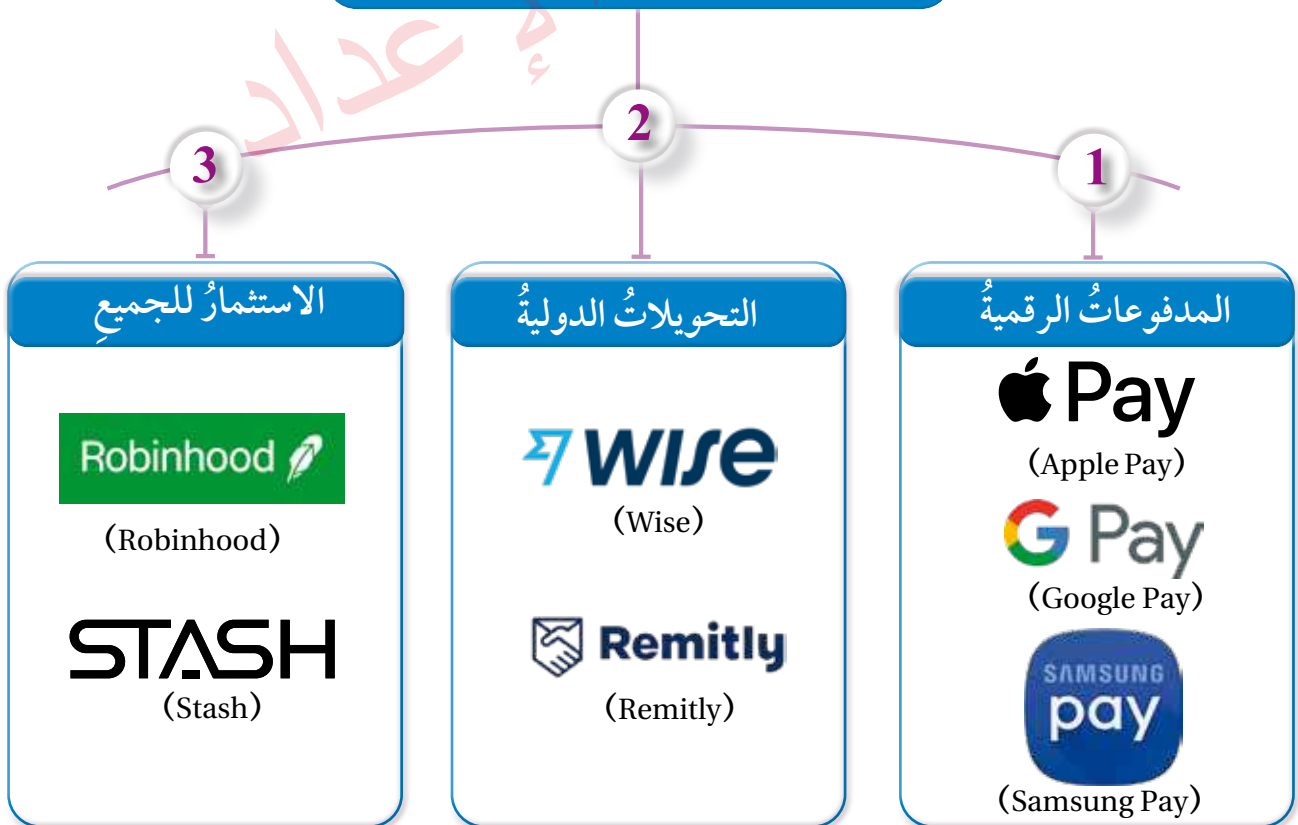 إعداد
1
2
3
المدفوعاتُ الرقميةُ
Pay
(Apple Pay)
G Pay
(Google Pay)
SAMSUNG
pay
(Samsung Pay)
التحويلاتُ الدوليةُ
WISE
(Wise)
Remitly
(Remitly)
الاستثمارُ للجميعِ
Robinhood
(Robinhood)
STASH
(Stash)